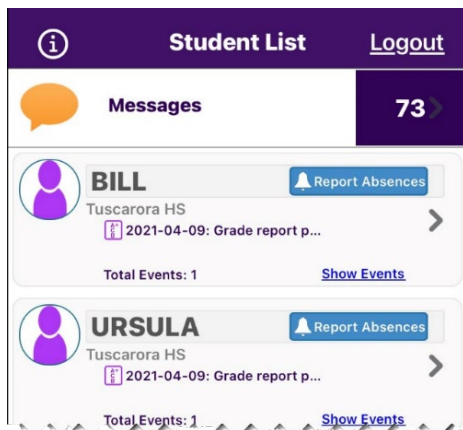 Student List Logout
Messages 73
BILL Report Absences
Tuscarora HS
2021-04-09: Grade report p...
Total Events: 1 Show Events
URSULA Report Absences
Tuscarora HS
2021-04-09: Grade report p...
Total Events: 1 Show Events